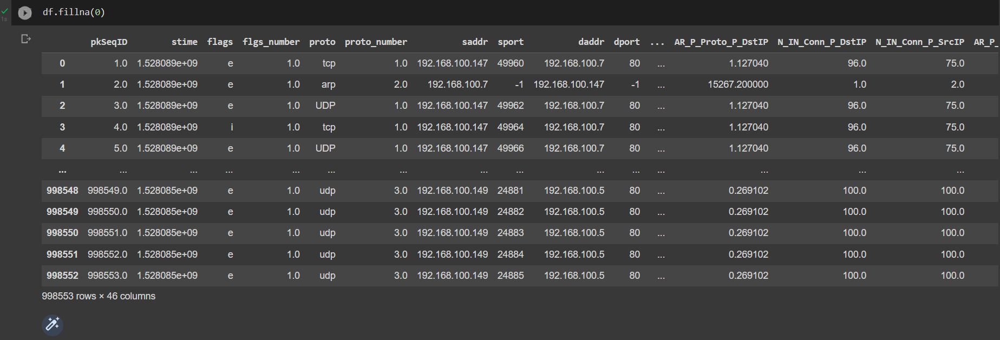 df.fillna(0)
1s
pkSeqID stime flags flgs_number proto proto_number saddr sport daddr dport ... AR_P_Proto_P_DstIP N_IN_Conn_P_DstIP N_IN_Conn_P_SrcIP AR_P_
0 1.0 1.528089e+09 e 1.0 tcp 1.0 192.168.100.147 49960 192.168.100.7 80 ... 1.127040 96.0 75.0
1 2.0 1.528089e+09 e 1.0 arp 2.0 192.168.100.7 -1 192.168.100.147 -1 ... 15267.200000 1.0 2.0
2 3.0 1.528089e+09 e 1.0 UDP 1.0 192.168.100.147 49962 192.168.100.7 80 ... 1.127040 96.0 75.0
3 4.0 1.528089e+09 i 1.0 tcp 1.0 192.168.100.147 49964 192.168.100.7 80 ... 1.127040 96.0 75.0
4 5.0 1.528089e+09 e 1.0 UDP 1.0 192.168.100.147 49966 192.168.100.7 80 ... 1.127040 96.0 75.0
... ... ... ... ... ... ... ... ... ... ... ... ... ... ...
998548 998549.0 1.528085e+09 e 1.0 udp 3.0 192.168.100.149 24881 192.168.100.5 80 ... 0.269102 100.0 100.0
998549 998550.0 1.528085e+09 e 1.0 udp 3.0 192.168.100.149 24882 192.168.100.5 80 ... 0.269102 100.0 100.0
998550 998551.0 1.528085e+09 e 1.0 udp 3.0 192.168.100.149 24883 192.168.100.5 80 ... 0.269102 100.0 100.0
998551 998552.0 1.528085e+09 e 1.0 udp 3.0 192.168.100.149 24884 192.168.100.5 80 ... 0.269102 100.0 100.0
998552 998553.0 1.528085e+09 e 1.0 udp 3.0 192.168.100.149 24885 192.168.100.5 80 ... 0.269102 100.0 100.0
998553 rows × 46 columns